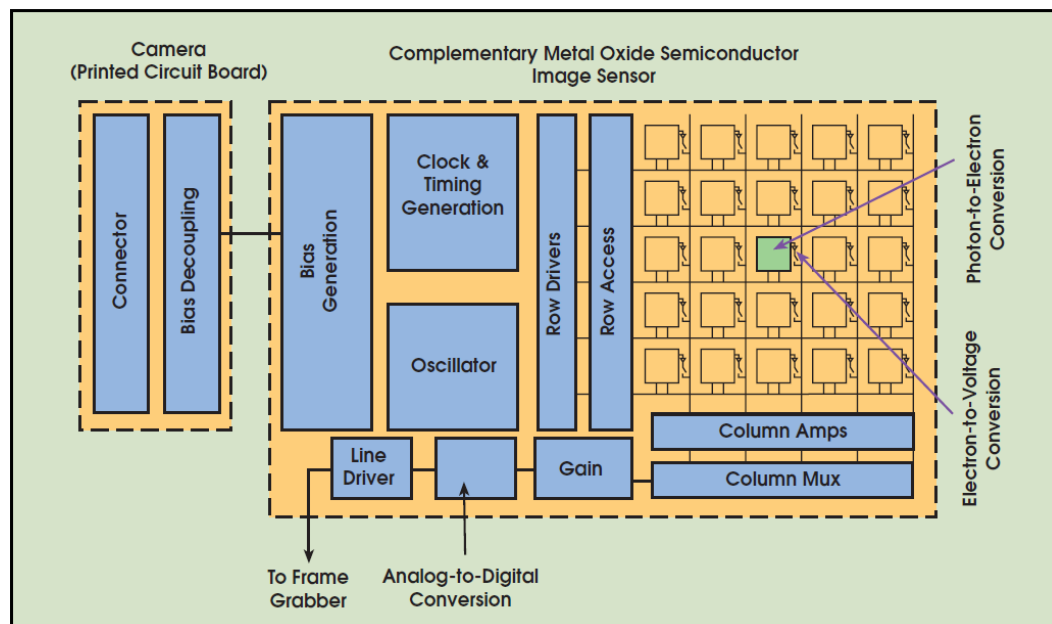 Camera
(Printed Circuit Board)
Complementary Metal Oxide Semiconductor
Image Sensor
Connector
Bias Decoupling
Bias
Generation
Clock &
Timing
Generation
Oscillator
Row Drivers
Row Access
Photon-to-Electron
Conversion
Electron-to-Voltage
Conversion
Column Amps
Line
Driver
Gain
Column Mux
To Frame
Grabber
Analog-to-Digital
Conversion